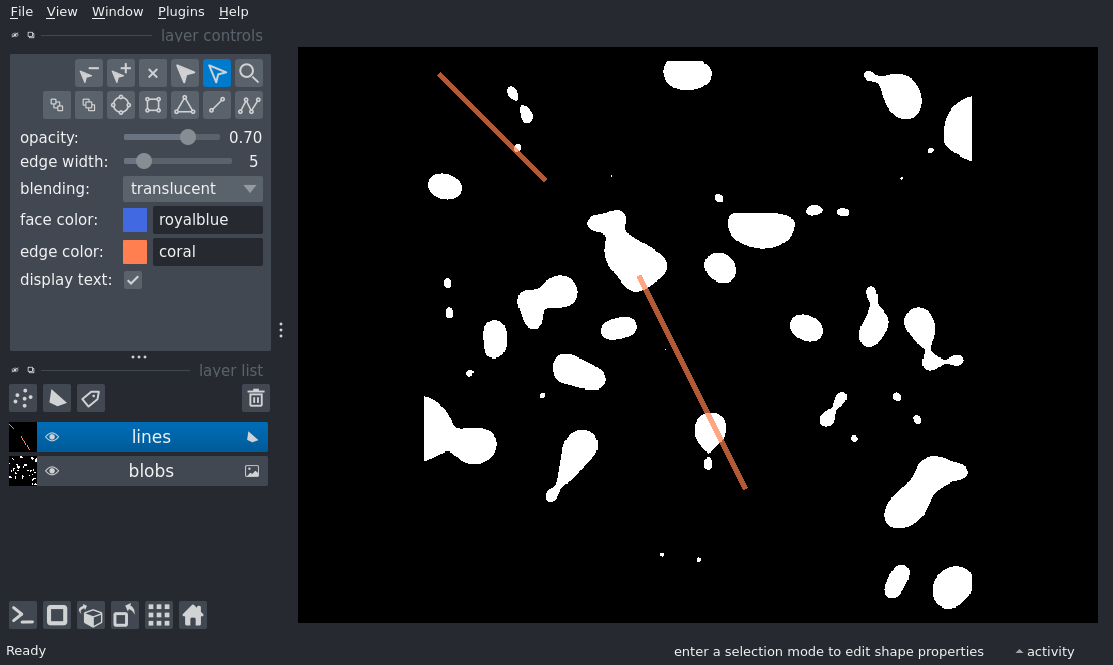 File View Window Plugins Help
layer controls
opacity: 0.70
edge width: 5
blending: translucent
face color: royalblue
edge color: coral
display text:
layer list
lines
blobs
Ready enter a selection mode to edit shape properties activity